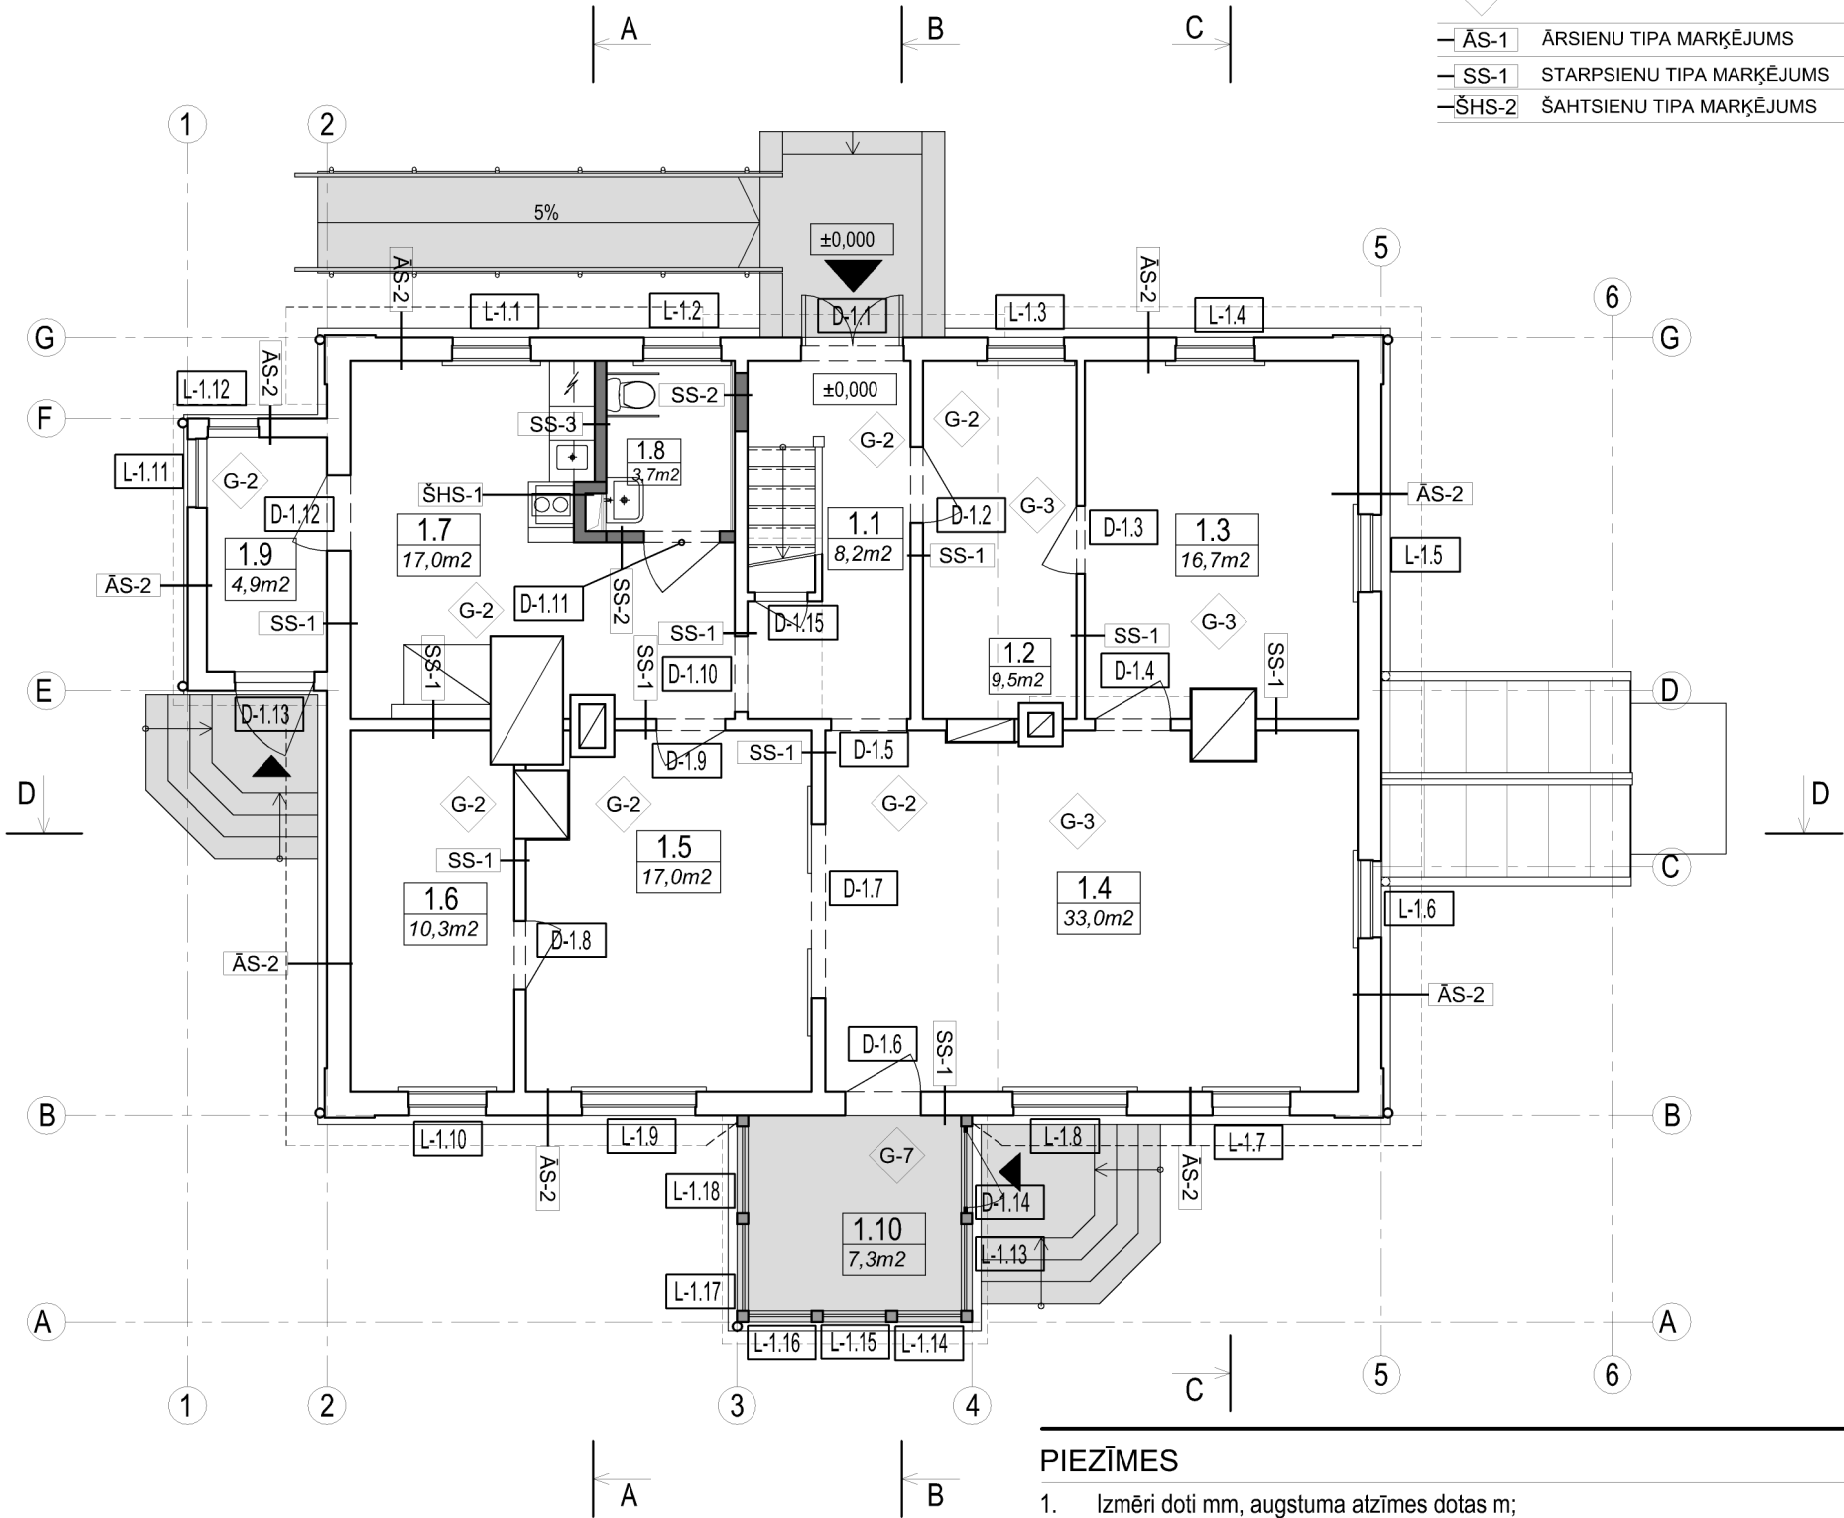 A
B
C
ĀS-1 ĀRSIENU TIPA MARĶĒJUMS
SS-1 STARPSIENU TIPA MARĶĒJUMS
ŠHS-2 ŠAHTSIENU TIPA MARĶĒJUMS
1
2
5%
±0,000
5
6
ĀS-2
L-1.1
L-1.2
D-1.1
L-1.3
ĀS-2
L-1.4
G
G
L-1.12
ĀS-2
SS-2
±0,000
F
SS-3
G-2
G-2
1.8
3,7m2
L-1.11
G-2
D-1.12
ŠHS-1
ĀS-2
G-3
D-1.2
1.7
17,0m2
1.1
8,2m2
D-1.3
1.3
16,7m2
L-1.5
1.9
4,9m2
SS-1
ĀS-2
D-1.11
SS-2
G-2
SS-1
SS-1
D-1.15
G-3
SS-1
SS-1
SS-1
D-1.10
1.2
9,5m2
D-1.4
SS-1
E
D
D-1.13
D-1.9
SS-1
D-1.5
D
G-2
G-2
G-2
G-3
D
SS-1
1.5
17,0m2
D-1.7
1.4
33,0m2
C
1.6
10,3m2
L-1.6
D-1.8
ĀS-2
ĀS-2
D-1.6
SS-1
B
B
L-1.10
ĀS-2
L-1.9
G-7
L-1.8
ĀS-2
L-1.7
L-1.18
D-1.14
1.10
7,3m2
L-1.13
L-1.17
A
A
L-1.16
L-1.15
L-1.14
1
2
3
4
C
5
6
A
B
PIEZĪMES
1. Izmēri doti mm, augstuma atzīmes dotas m;